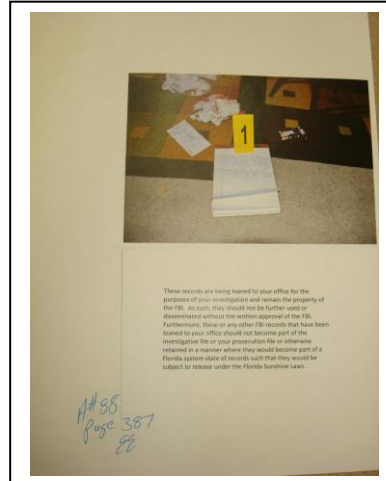 1
These records are being loaned to your office for the
purposes of your investigation and remain the property of
the FBI. As such, they should not be further used or
disseminated without the written approval of the FBI.
Furthermore, these or any other FBI records that have been
loaned to your office should not become part of the
investigative file or your prosecution file or otherwise
retained in a manner where they would become part of a
Florida system state of records such that they would be
subject to release under the Florida Sunshine Laws.
A# 88
page 387
EE